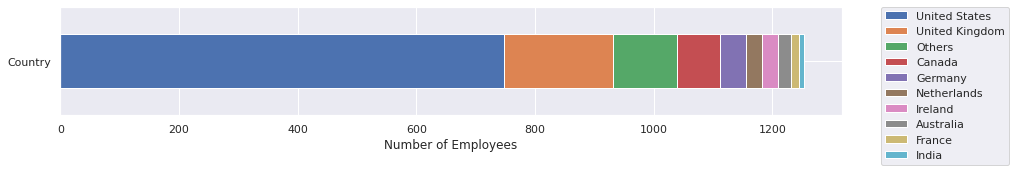 Country
0 200 400 600 800 1000 1200
Number of Employees
United States
United Kingdom
Others
Canada
Germany
Netherlands
Ireland
Australia
France
India